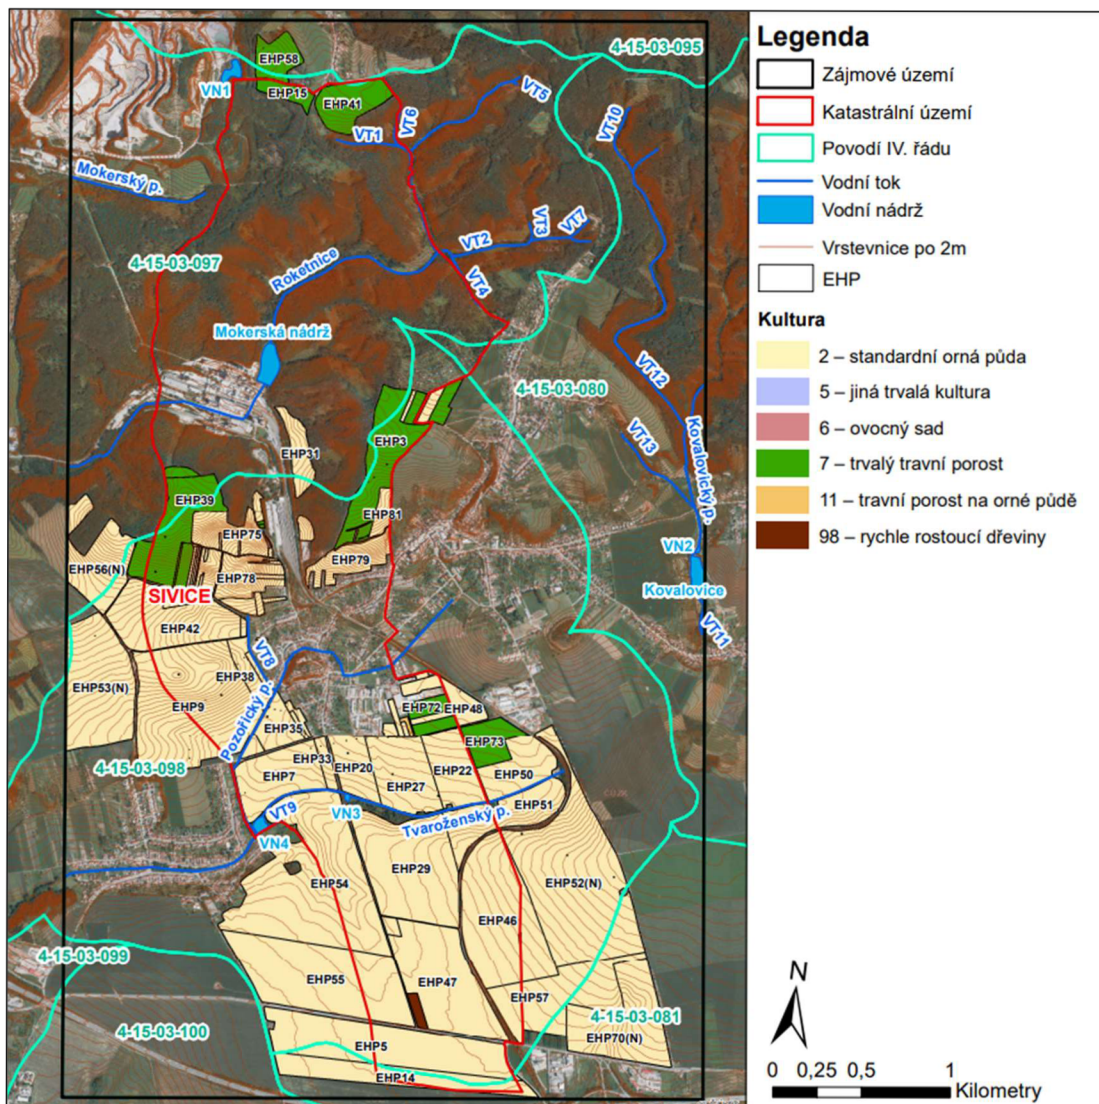 4-15-03-095
EHP58
VN1
EHP15
EHP41
VT5
VT6
VT10
VT1
Mokerský p.
VT3
VT7
VT2
4-15-03-097
Roketnice
VT4
Mokerská nádrž
4-15-03-080
VT12
EHP3
Kovalovický p.
VT13
EHP31
EHP39
EHP81
EHP75
VN2
EHP79
EHP56(N)
EHP78
Kovalovice
SIVICE
EHP42
VT11
VT8
EHP53(N)
EHP38
EHP9
Pozořický p.
EHP72
EHP48
EHP35
EHP73
EHP33
4-15-03-098
EHP7
EHP20
EHP22
EHP50
EHP27
EHP51
VT9
VN3
Tvaroženský p.
VN4
EHP29
EHP54
EHP52(N)
EHP46
4-15-03-099
EHP55
EHP47
EHP57
4-15-03-081
4-15-03-100
EHP70(N)
EHP5
EHP14
Legenda
Zájmové území
Katastrální území
Povodí IV. řádu
Vodní tok
Vodní nádrž
Vrstevnice po 2m
EHP
Kultura
2 – standardní orná půda
5 – jiná trvalá kultura
6 – ovocný sad
7 – trvalý travní porost
11 – travní porost na orné půdě
98 – rychle rostoucí dřeviny
N
0 0,25 0,5 1
Kilometry